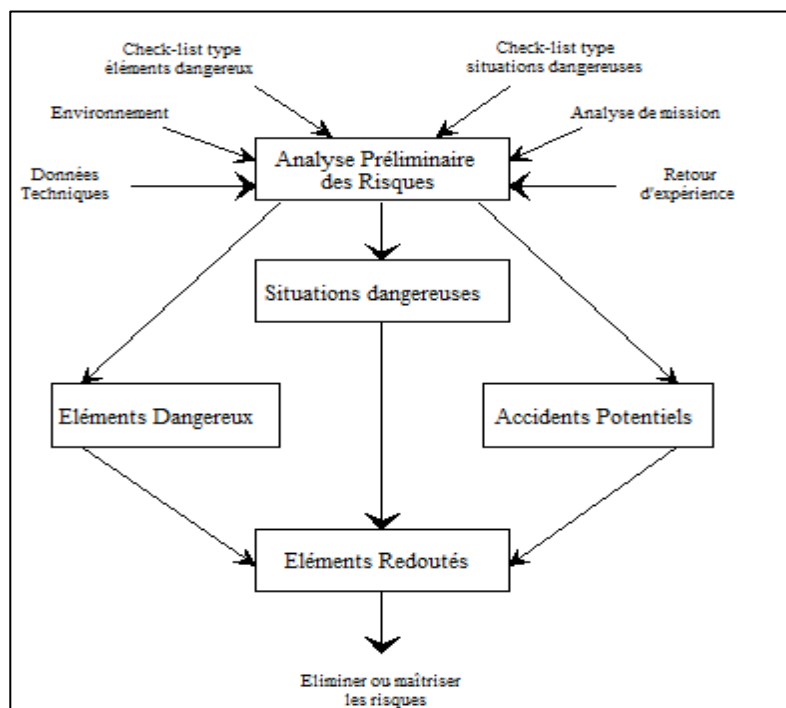 Check-list type
éléments dangereux
Check-list type
situations dangereuses
Environnement
Analyse de mission
Analyse Préliminaire
des Risques
Données
Techniques
Retour
d'expérience
Situations dangereuses
Eléments Dangereux
Accidents Potentiels
Eléments Redoutés
Eliminer ou maîtriser
les risques